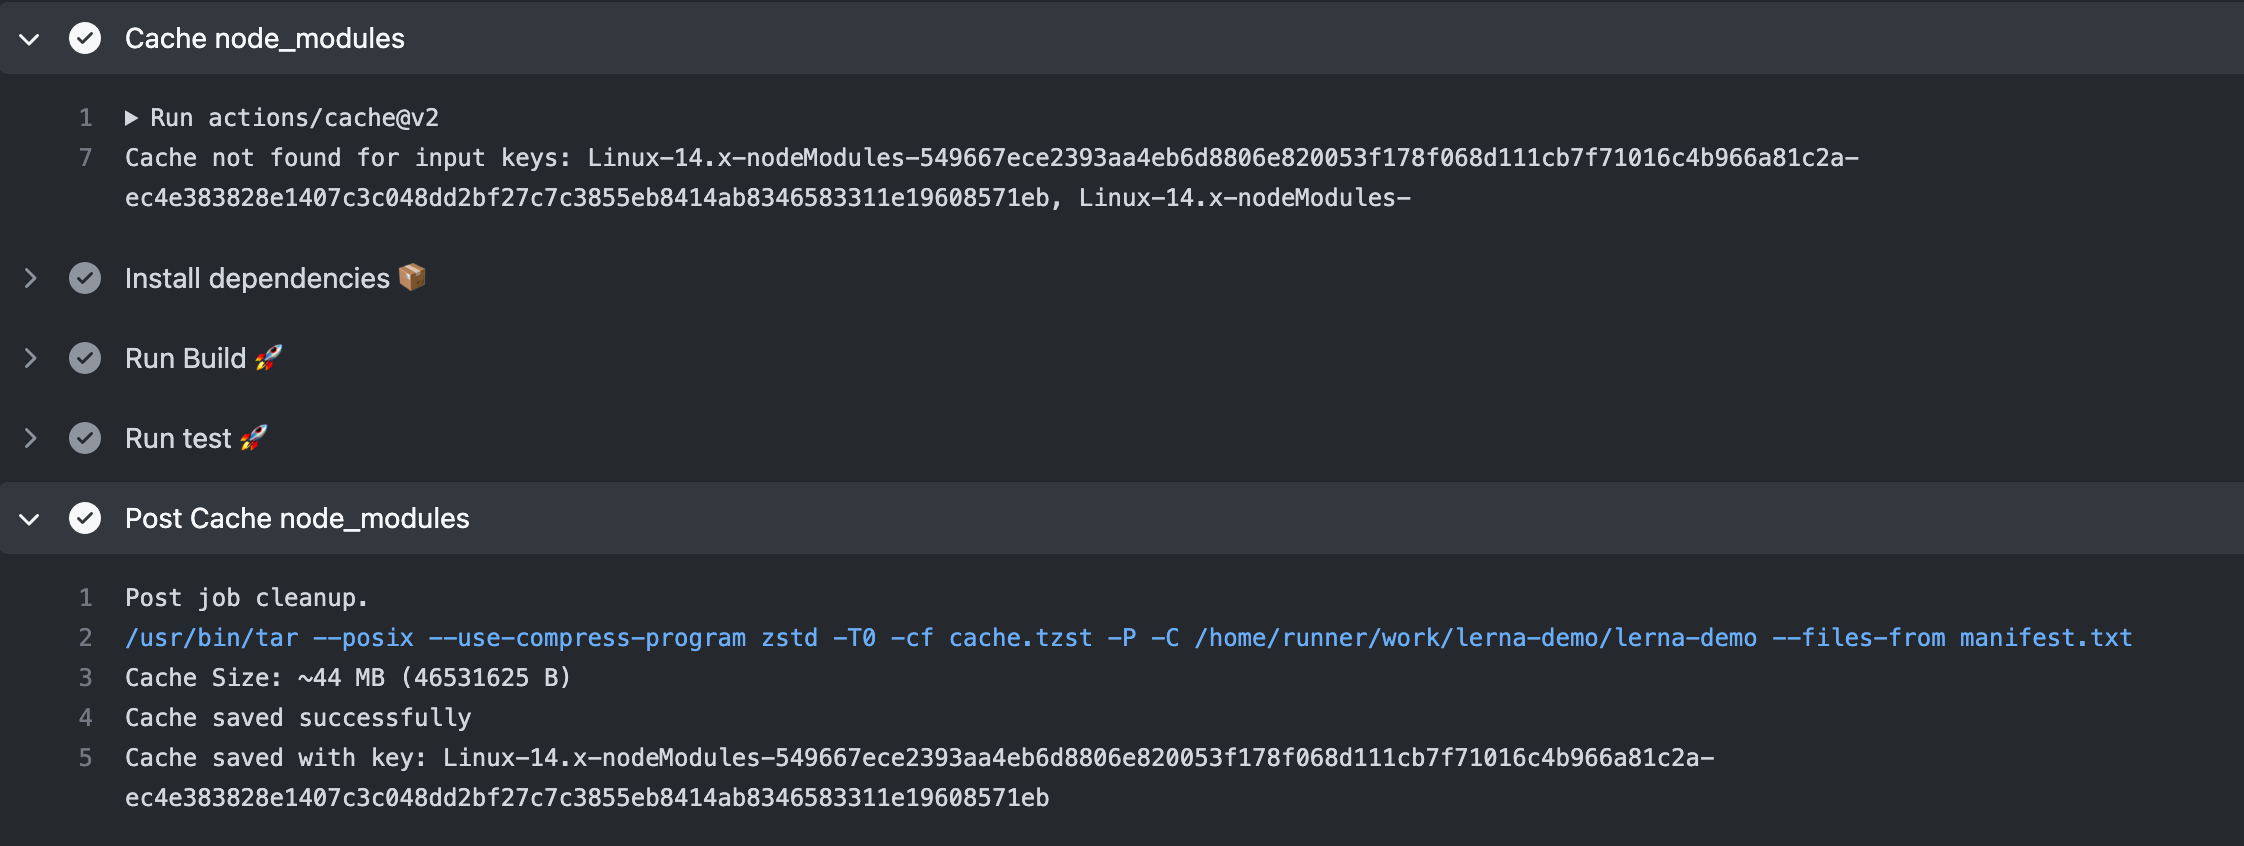 Cache node_modules
1 ▶ Run actions/cache@v2
7 Cache not found for input keys: Linux-14.x-nodeModules-549667ece2393aa4eb6d8806e820053f178f068d111cb7f71016c4b966a81c2a-
ec4e383828e1407c3c048dd2bf27c7c3855eb8414ab8346583311e19608571eb, Linux-14.x-nodeModules-
Install dependencies 📦
Run Build 🚀
Run test 🚀
Post Cache node_modules
1 Post job cleanup.
2 /usr/bin/tar --posix --use-compress-program zstd -T0 -cf cache.tzst -P -C /home/runner/work/lerna-demo/lerna-demo --files-from manifest.txt
3 Cache Size: ~44 MB (46531625 B)
4 Cache saved successfully
5 Cache saved with key: Linux-14.x-nodeModules-549667ece2393aa4eb6d8806e820053f178f068d111cb7f71016c4b966a81c2a-
ec4e383828e1407c3c048dd2bf27c7c3855eb8414ab8346583311e19608571eb